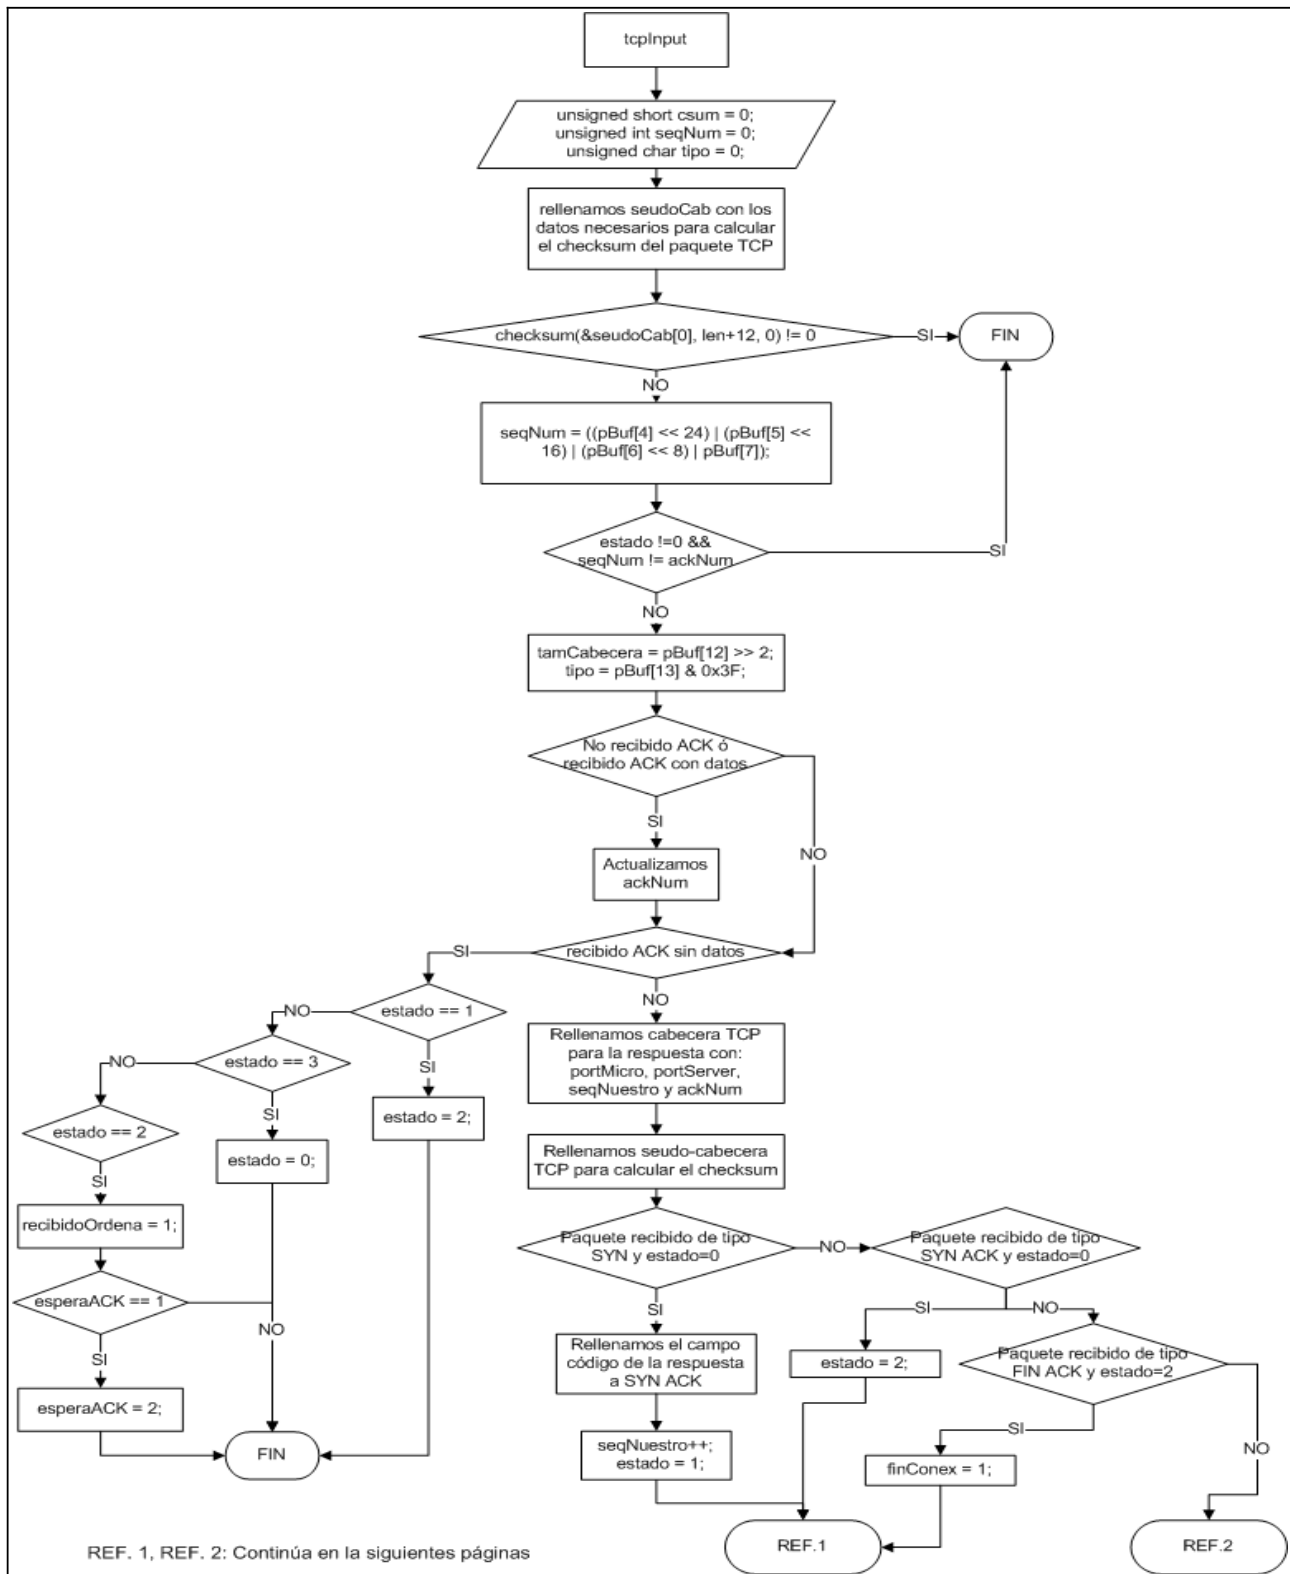 tcpInput
unsigned short csum = 0;
unsigned int seqNum = 0;
unsigned char tipo = 0;
rellenamos seudoCab con los
datos necesarios para calcular
el checksum del paquete TCP
checksum(&seudoCab[0], len+12, 0) != 0
SI
FIN
NO
seqNum = ((pBuf[4] << 24) | (pBuf[5] <<
16) | (pBuf[6] << 8) | pBuf[7]);
estado !=0 &&
seqNum != ackNum
SI
NO
tamCabecera = pBuf[12] >> 2;
tipo = pBuf[13] & 0x3F;
No recibido ACK ó
recibido ACK con datos
SI
NO
Actualizamos
ackNum
recibido ACK sin datos
SI
NO
estado == 1
NO
SI
estado == 3
NO
SI
estado = 2;
estado == 2
SI
estado = 0;
recibidoOrdena = 1;
esperaACK == 1
NO
SI
esperaACK = 2;
FIN
Rellenamos cabecera TCP
para la respuesta con:
portMicro, portServer,
seqNuestro y ackNum
Rellenamos seudo-cabecera
TCP para calcular el checksum
Paquete recibido de tipo
SYN y estado=0
NO
Paquete recibido de tipo
SYN ACK y estado=0
SI
SI
NO
Rellenamos el campo
código de la respuesta
a SYN ACK
estado = 2;
Paquete recibido de tipo
FIN ACK y estado=2
SI
NO
seqNuestro++;
estado = 1;
finConex = 1;
REF.1
REF.2
REF. 1, REF. 2: Continúa en la siguientes páginas